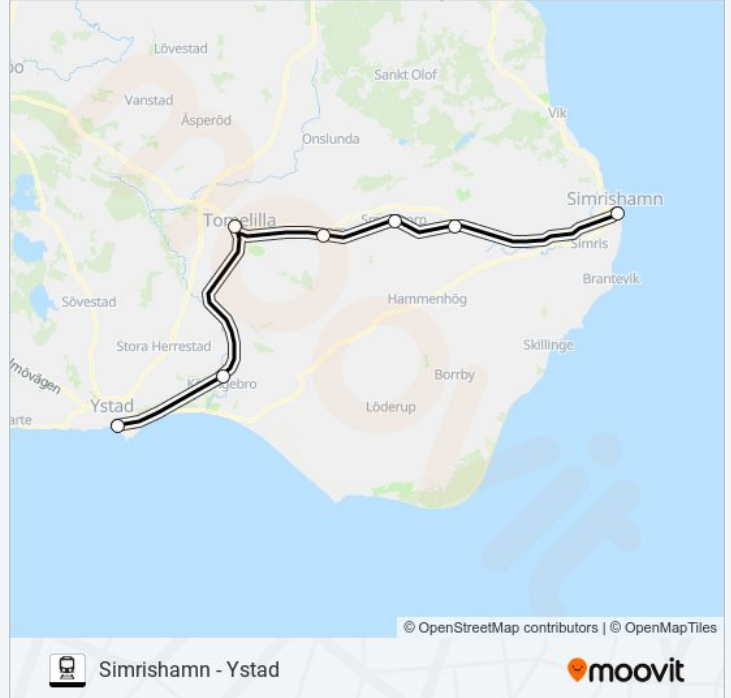 Lövestad
Sankt Olof
Vanstad
Vik
Äsperöd
Onslunda
Simrishamn
Tomelilla
Simris
Brantevik
Sövestad
Hammenhög
Stora Herrestad
Skillinge
Borrby
Ystad
Löderup
© OpenStreetMap contributors | © OpenMapTiles
Simrishamn - Ystad
moovit